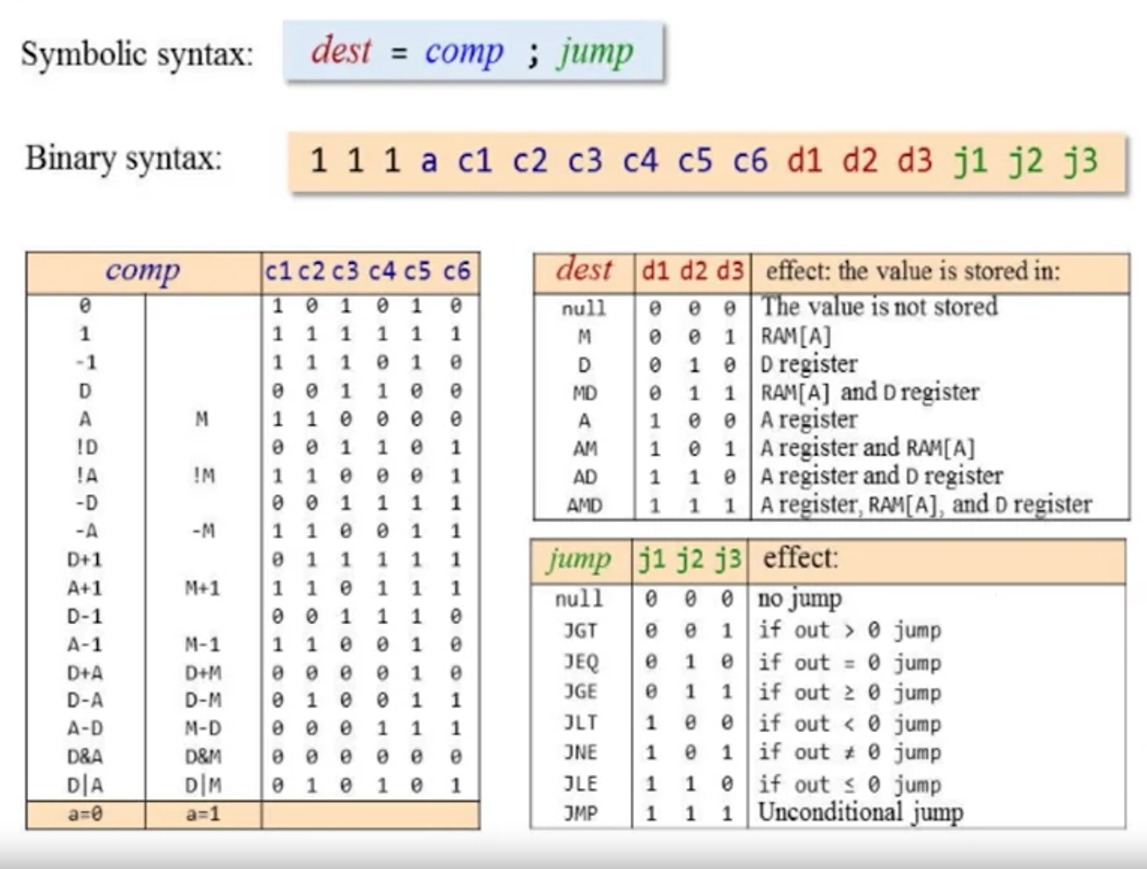 Symbolic syntax: dest = comp ; jump
Binary syntax: 1 1 1 a c1 c2 c3 c4 c5 c6 d1 d2 d3 j1 j2 j3
comp c1 c2 c3 c4 c5 c6
0 1 0 1 0 1 0
1 1 1 1 1 1 1
-1 1 1 1 0 1 0
D 0 0 1 1 0 0
A M 1 1 0 0 0 0
!D 0 0 1 1 0 1
!A !M 1 1 0 0 0 1
-D 0 0 1 1 1 1
-A -M 1 1 0 0 1 1
D+1 0 1 1 1 1 1
A+1 M+1 1 1 0 1 1 1
D-1 0 0 1 1 1 0
A-1 M-1 1 1 0 0 1 0
D+A D+M 0 0 0 0 1 0
D-A D-M 0 1 0 0 1 1
A-D M-D 0 0 0 1 1 1
D&A D&M 0 0 0 0 0 0
D|A D|M 0 1 0 1 0 1
a=0 a=1
dest d1 d2 d3 effect: the value is stored in:
null 0 0 0 The value is not stored
M 0 0 1 RAM[A]
D 0 1 0 D register
MD 0 1 1 RAM[A] and D register
A 1 0 0 A register
AM 1 0 1 A register and RAM[A]
AD 1 1 0 A register and D register
AMD 1 1 1 A register, RAM[A], and D register
jump j1 j2 j3 effect:
null 0 0 0 no jump
JGT 0 0 1 if out > 0 jump
JEQ 0 1 0 if out = 0 jump
JGE 0 1 1 if out ≥ 0 jump
JLT 1 0 0 if out < 0 jump
JNE 1 0 1 if out ≠ 0 jump
JLE 1 1 0 if out ≤ 0 jump
JMP 1 1 1 Unconditional jump